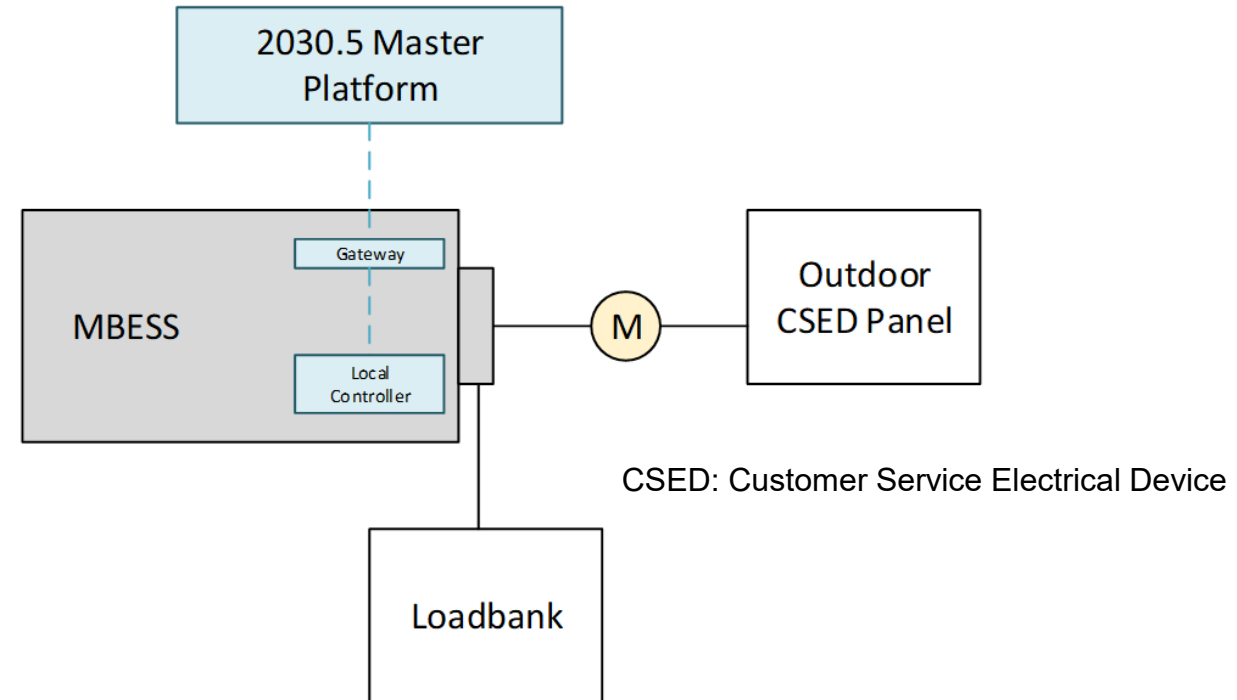 2030.5 Master
Platform
Gateway
MBESS
Local
Controller
M
Outdoor
CSED Panel
CSED: Customer Service Electrical Device
Loadbank